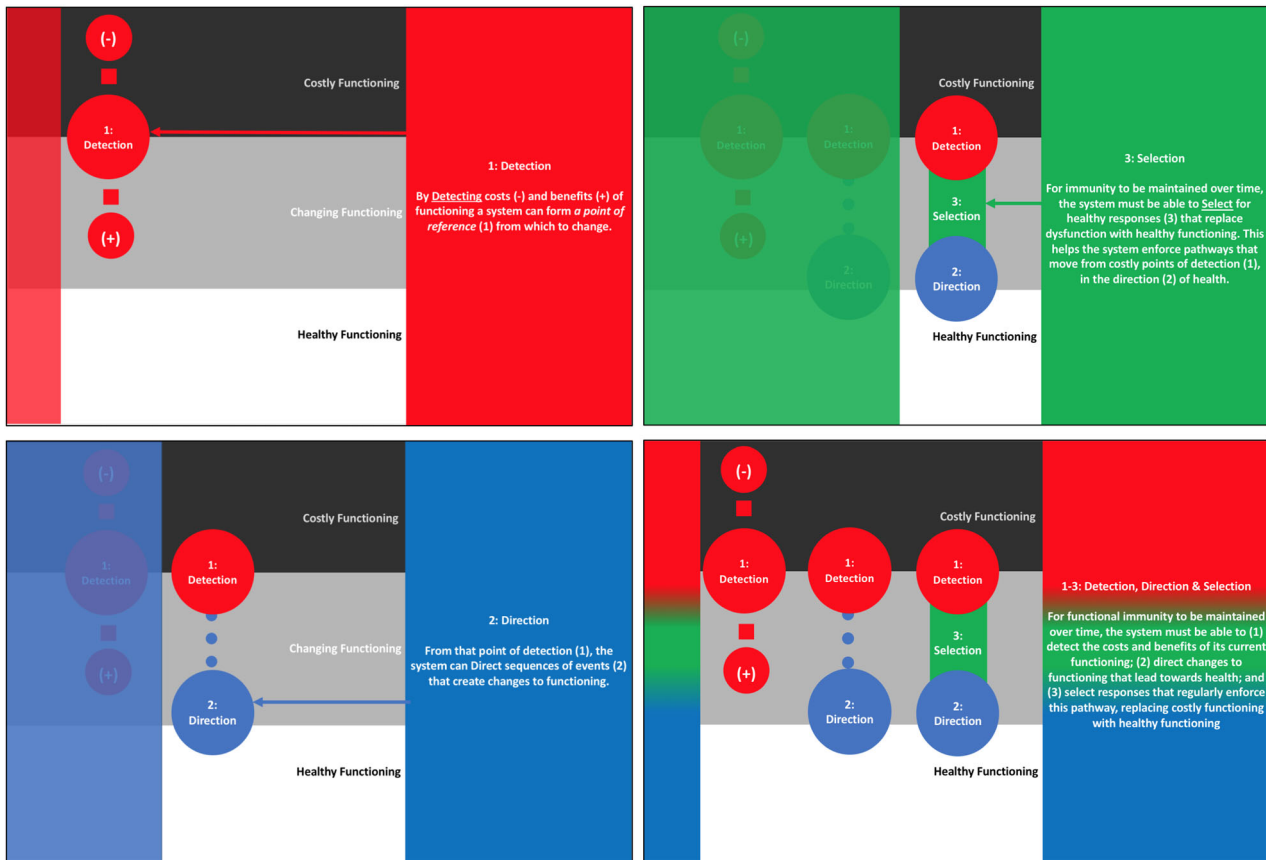 (-)
Costly Functioning
1:
Detection
Changing Functioning
(+)
Healthy Functioning
1: Detection
By Detecting costs (-) and benefits (+) of
functioning a system can form a point of
reference (1) from which to change.
(-)
Costly Functioning
1:
Detection
1:
Detection
1:
Detection
3:
Selection
(+)
2:
Direction
2:
Direction
Healthy Functioning
3: Selection
For immunity to be maintained over time,
the system must be able to Select for
healthy responses (3) that replace
dysfunction with healthy functioning. This
helps the system enforce pathways that
move from costly points of detection (1),
in the direction (2) of health.
(-)
Costly Functioning
1:
Detection
1:
Detection
Changing Functioning
(+)
2:
Direction
Healthy Functioning
2: Direction
From that point of detection (1), the
system can Direct sequences of events (2)
that create changes to functioning.
(-)
Costly Functioning
1:
Detection
1:
Detection
1:
Detection
3:
Selection
(+)
2:
Direction
2:
Direction
Healthy Functioning
1-3: Detection, Direction & Selection
For functional immunity to be maintained
over time, the system must be able to (1)
detect the costs and benefits of its current
functioning; (2) direct changes to
functioning that lead towards health; and
(3) select responses that regularly enforce
this pathway, replacing costly functioning
with healthy functioning